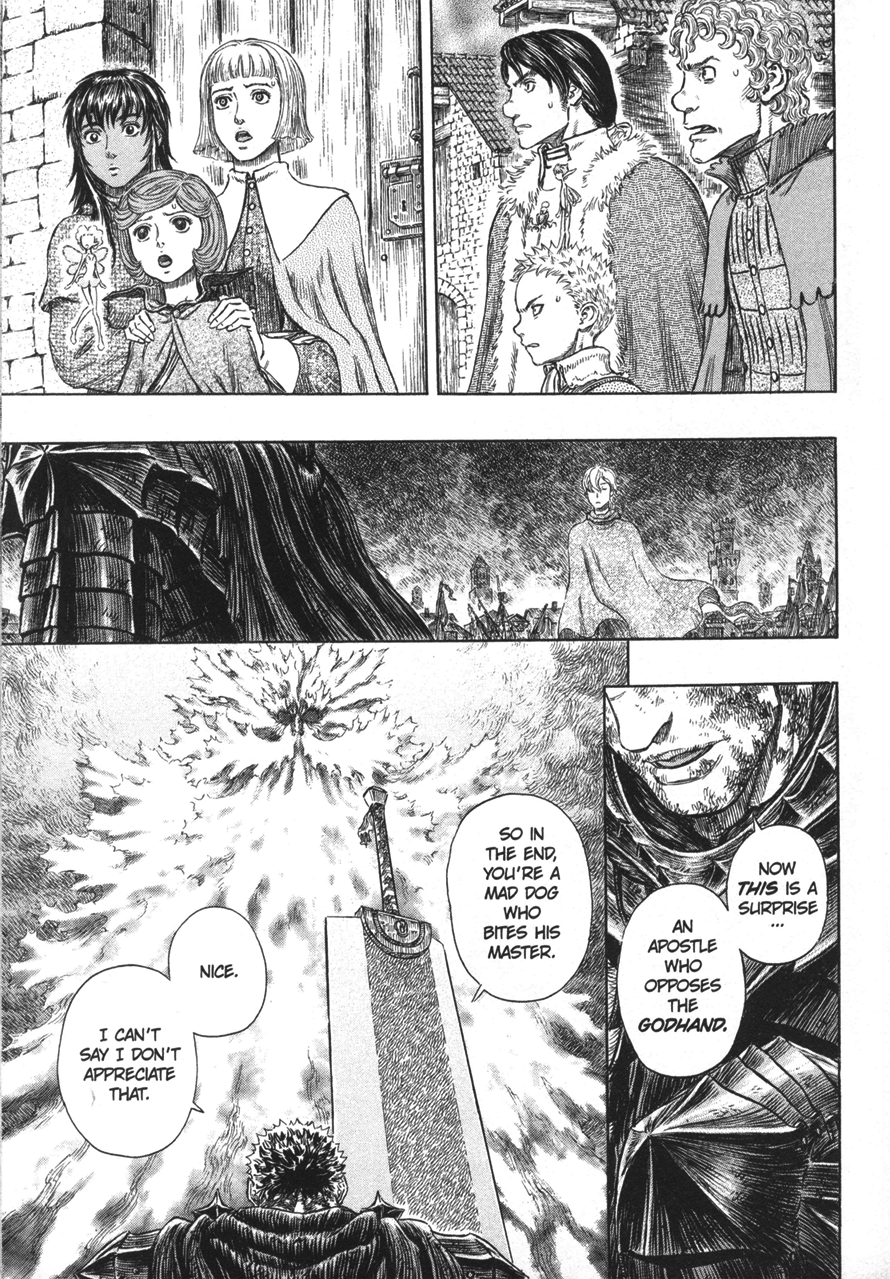 NOW
THIS IS A
SURPRISE
...
AN
APOSTLE
WHO
OPPOSES
THE
GODHAND.
SO IN
THE END,
YOU'RE A
MAD DOG
WHO
BITES HIS
MASTER.
NICE.
I CAN'T
SAY I DON'T
APPRECIATE
THAT.